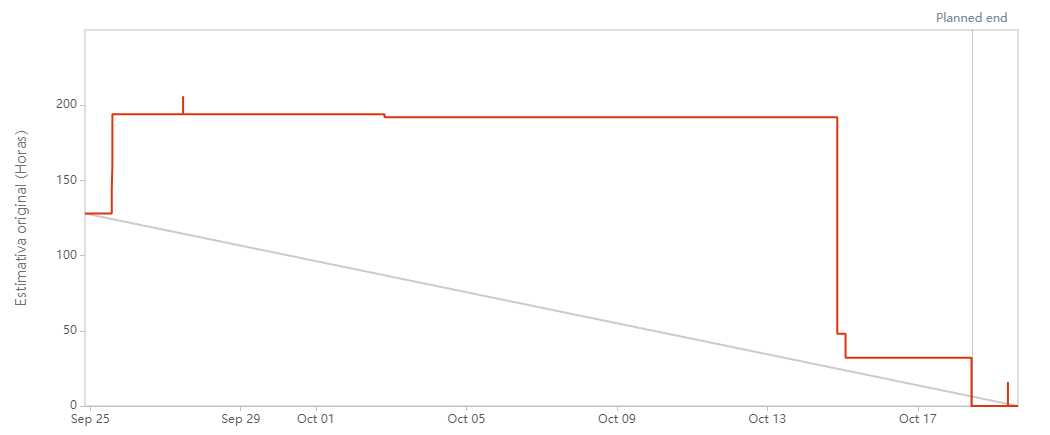 Planned end
Estimativa original (Horas)
200
150
100
50
0
Sep 25 Sep 29 Oct 01 Oct 05 Oct 09 Oct 13 Oct 17